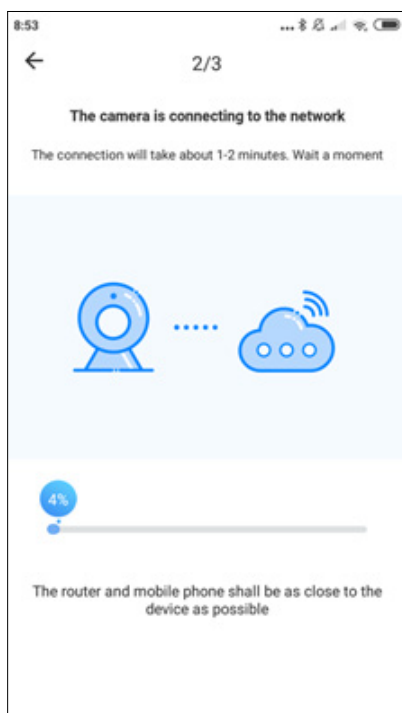 8:53
2/3
The camera is connecting to the network
The connection will take about 1-2 minutes. Wait a moment
4%
The router and mobile phone shall be as close to the
device as possible